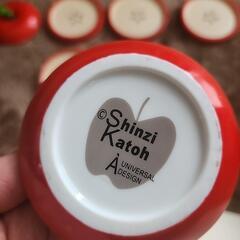 © Shinzi
Katoh
À UNIVERSAL
DESIGN